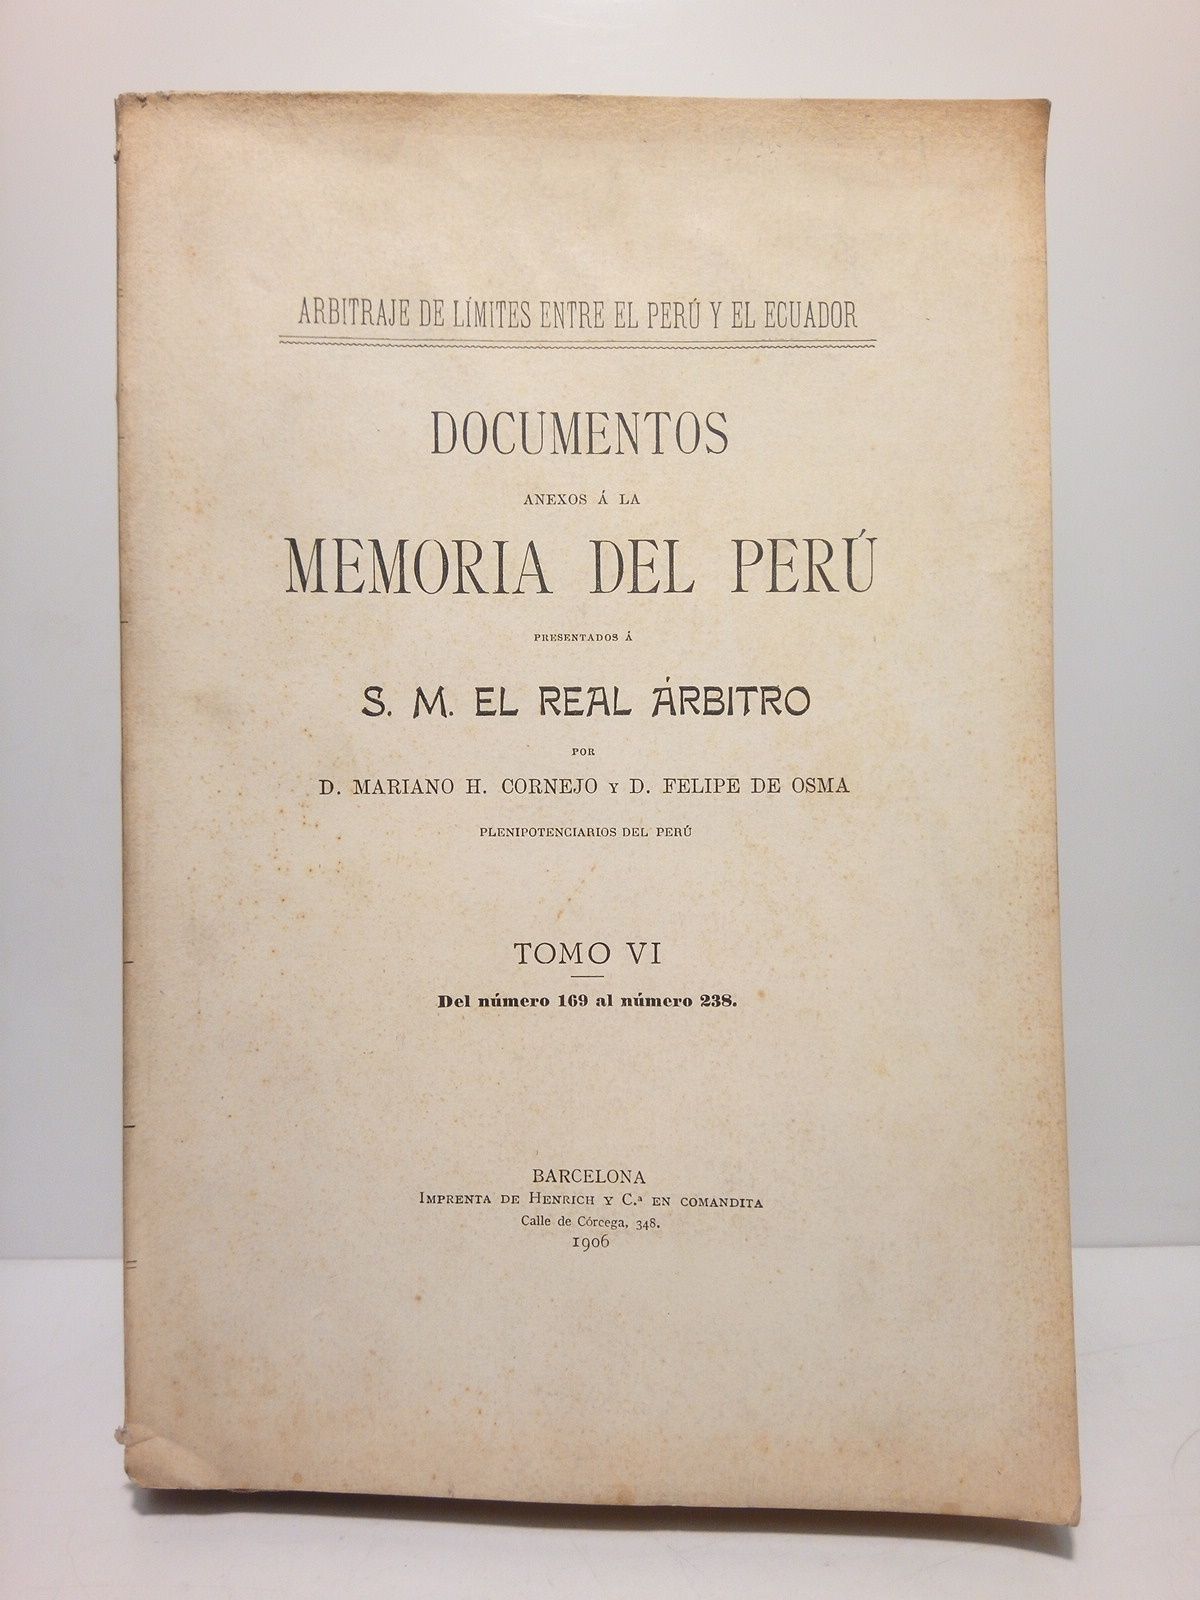 ARBITRAJE DE LÍMITES ENTRE EL PERÚ Y EL ECUADOR
DOCUMENTOS
ANEXOS Á LA
MEMORIA DEL PERÚ
PRESENTADOS Á
S. M. EL REAL ÁRBITRO
POR
D. MARIANO H. CORNEJO Y D. FELIPE DE OSMA
PLENIPOTENCIARIOS DEL PERÚ
TOMO VI
Del número 169 al número 238.
BARCELONA
IMPRENTA DE HENRICH Y C.ª EN COMANDITA
Calle de Córcega, 348.
1906